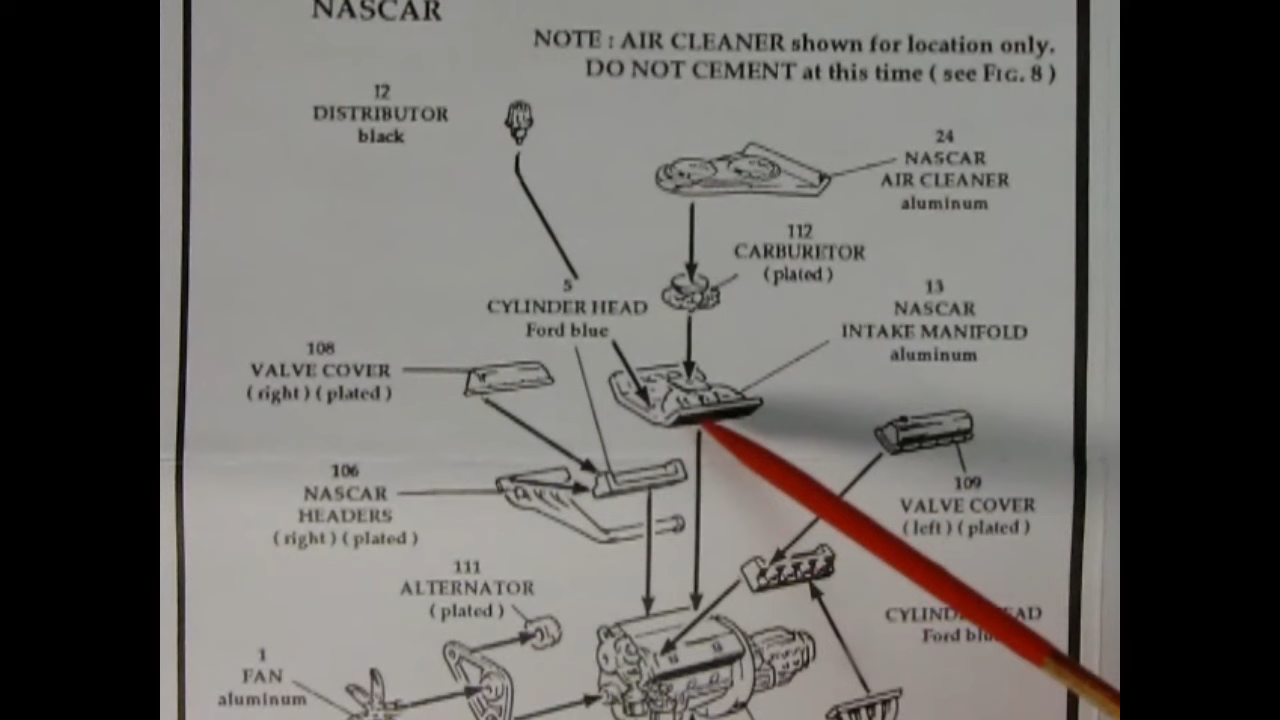 NASCAR
NOTE : AIR CLEANER shown for location only.
DO NOT CEMENT at this time ( see FIG. 8 )
12
DISTRIBUTOR
black
24
NASCAR
AIR CLEANER
aluminum
112
CARBURETOR
( plated )
5
CYLINDER HEAD
Ford blue
13
NASCAR
INTAKE MANIFOLD
aluminum
108
VALVE COVER
( right ) ( plated )
106
NASCAR
HEADERS
( right ) ( plated )
109
VALVE COVER
( left ) ( plated )
111
ALTERNATOR
( plated )
AD
Ford
1
FAN
aluminum